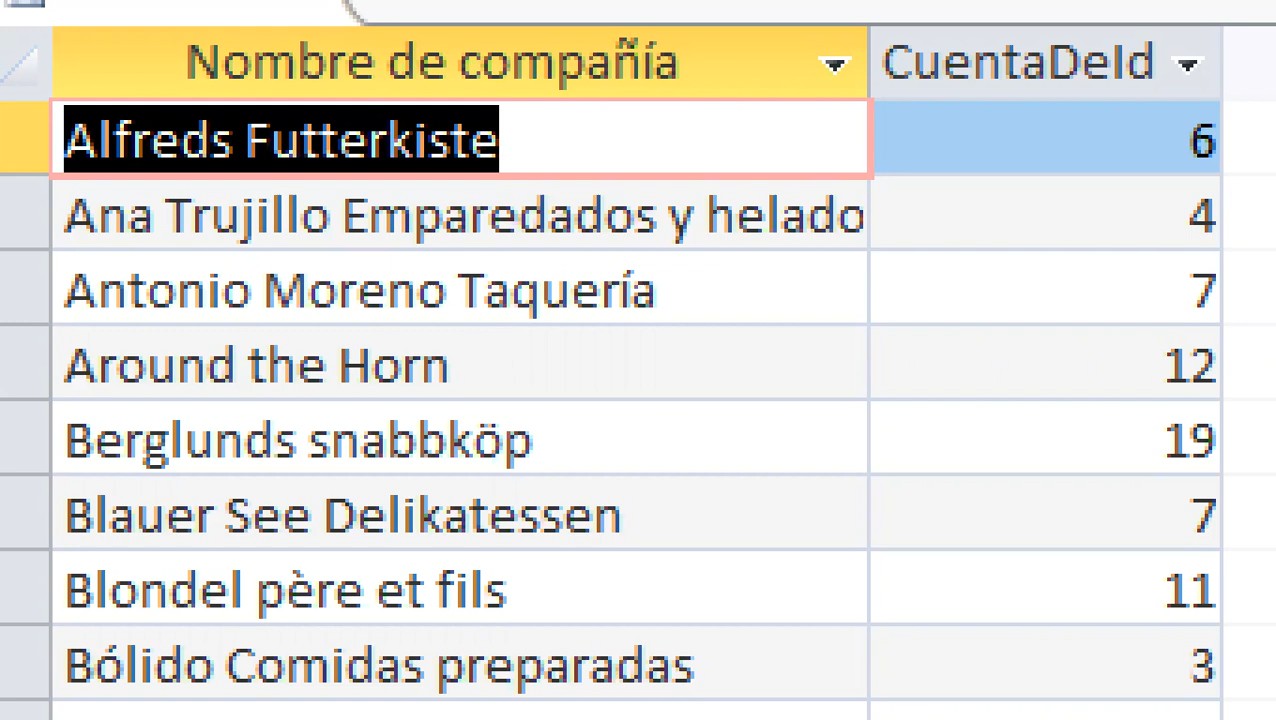 Nombre de compañía CuentaDeId
Alfreds Futterkiste 6
Ana Trujillo Emparedados y helado 4
Antonio Moreno Taquería 7
Around the Horn 12
Berglunds snabbköp 19
Blauer See Delikatessen 7
Blondel père et fils 11
Bólido Comidas preparadas 3